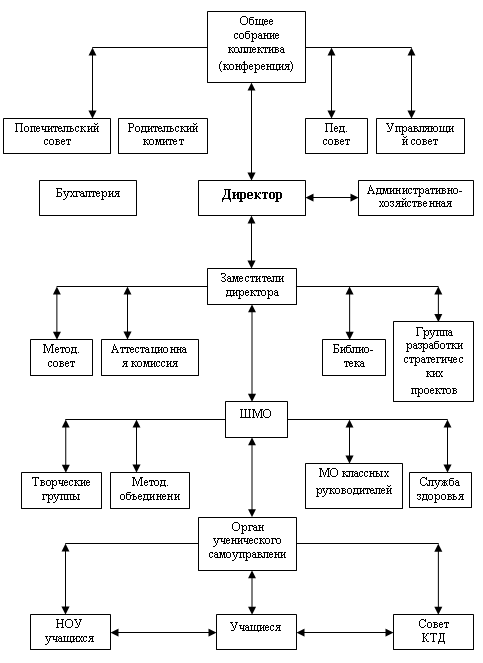 Общее
собрание
коллектива
(конференция)
Попечительский
совет
Родительский
комитет
Пед.
совет
Управляющи
й совет
Бухгалтерия
Директор
Административно-
хозяйственная
Заместители
директора
Метод.
совет
Аттестационна
я комиссия
Библио-
тека
Группа
разработки
стратегичес
ких
проектов
ШМО
Творческие
группы
Метод.
объединени
МО классных
руководителей
Служба
здоровья
Орган
ученического
самоуправлени
НОУ
учащихся
Учащиеся
Совет
КТД